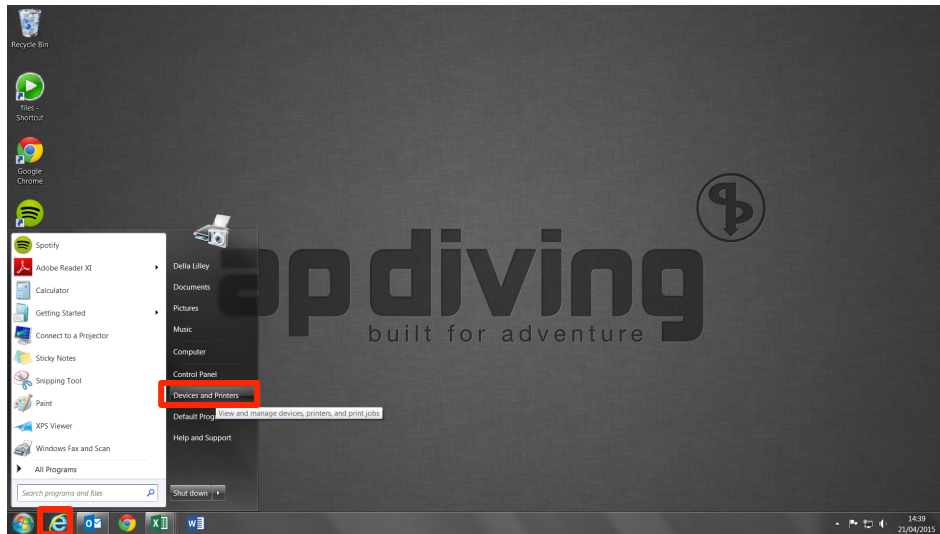 Recycle Bin
files -
Shortcut
Google
Chrome
Spotify
Adobe Reader XI
Calculator
Getting Started
Connect to a Projector
Sticky Notes
Snipping Tool
Paint
XPS Viewer
Windows Fax and Scan
All Programs
Search programs and files
Della Lilley
Documents
Pictures
Music
Computer
Control Panel
Devices and Printers
View and manage devices, printers, and print jobs
Default Prog
Help and Support
Shut down
ap diving
built for adventure
14:39
21/04/2015